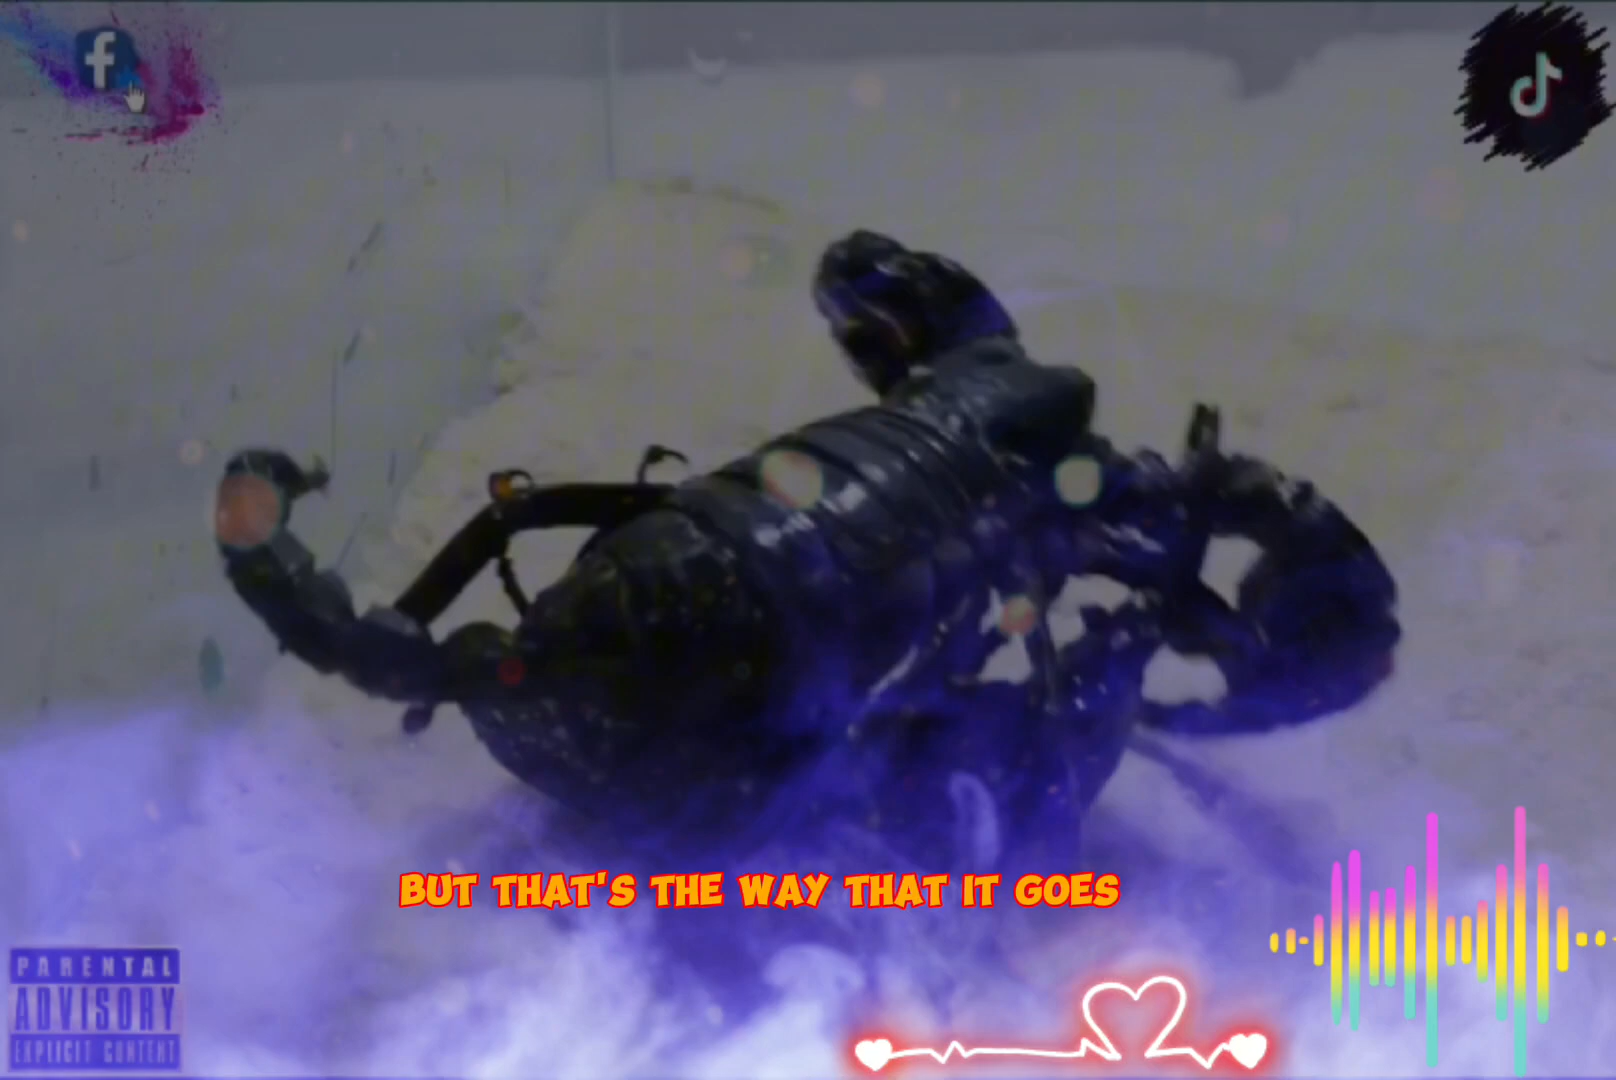 BUT THAT'S THE WAY THAT IT GOES
PARENTAL
ADVISORY
EXPLICIT CONTENT